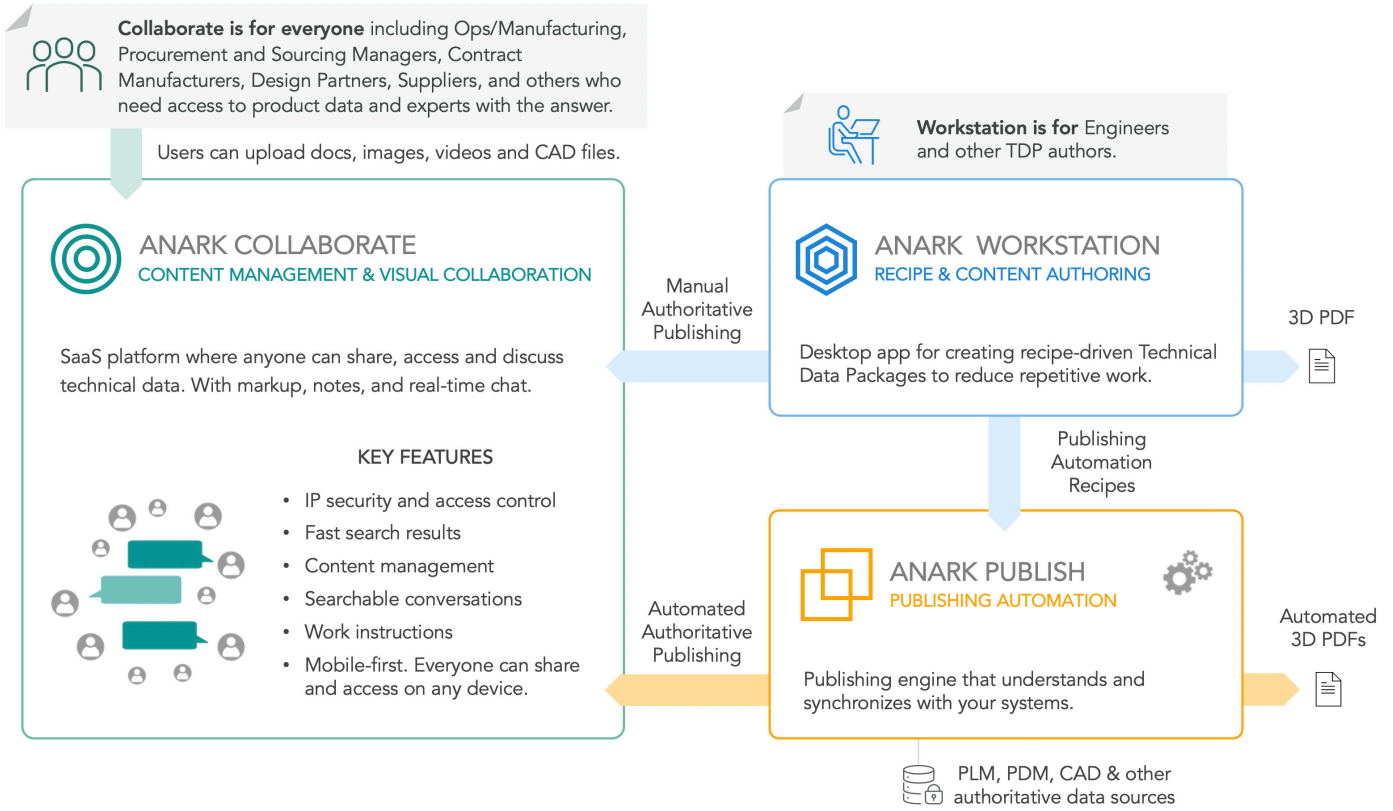 Collaborate is for everyone including Ops/Manufacturing,
Procurement and Sourcing Managers, Contract
Manufacturers, Design Partners, Suppliers, and others who
need access to product data and experts with the answer.
Users can upload docs, images, videos and CAD files.
ANARK COLLABORATE
CONTENT MANAGEMENT & VISUAL COLLABORATION
SaaS platform where anyone can share, access and discuss
technical data. With markup, notes, and real-time chat.
KEY FEATURES
• IP security and access control
• Fast search results
• Content management
• Searchable conversations
• Work instructions
• Mobile-first. Everyone can share
and access on any device.
Manual
Authoritative
Publishing
Automated
Authoritative
Publishing
Workstation is for Engineers
and other TDP authors.
ANARK WORKSTATION
RECIPE & CONTENT AUTHORING
Desktop app for creating recipe-driven Technical
Data Packages to reduce repetitive work.
3D PDF
Publishing
Automation
Recipes
ANARK PUBLISH
PUBLISHING AUTOMATION
Publishing engine that understands and
synchronizes with your systems.
Automated
3D PDFs
PLM, PDM, CAD & other
authoritative data sources